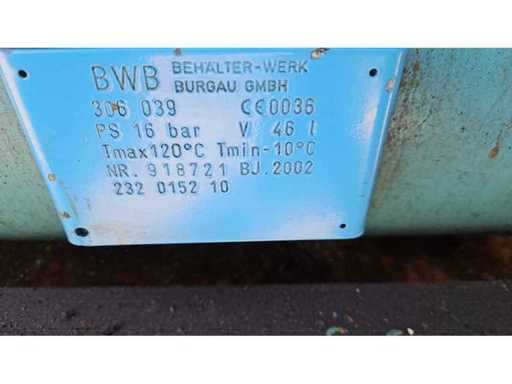 BWB BEHÄLTER-WERK
BURGAU GMBH
306 039 CE0036
PS 16 bar V 46 l
Tmax120°C Tmin-10°C
NR. 918721 BJ.2002
232 0152 10